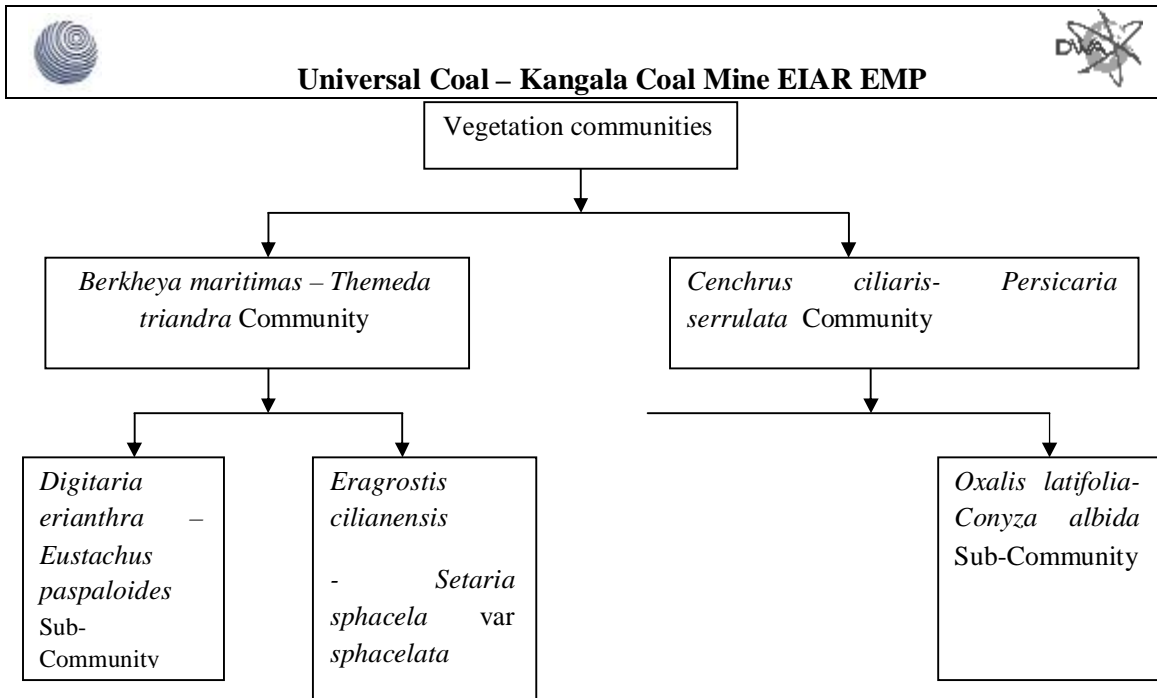 DWA
Universal Coal – Kangala Coal Mine EIAR EMP
Vegetation communities
Berkheya maritimas – Themeda
triandra Community
Cenchrus ciliaris- Persicaria
serrulata Community
Digitaria
erianthra –
Eustachus
paspaloides
Sub-
Community
Eragrostis
cilianensis
- Setaria
sphacela var
sphacelata
Oxalis latifolia-
Conyza albida
Sub-Community